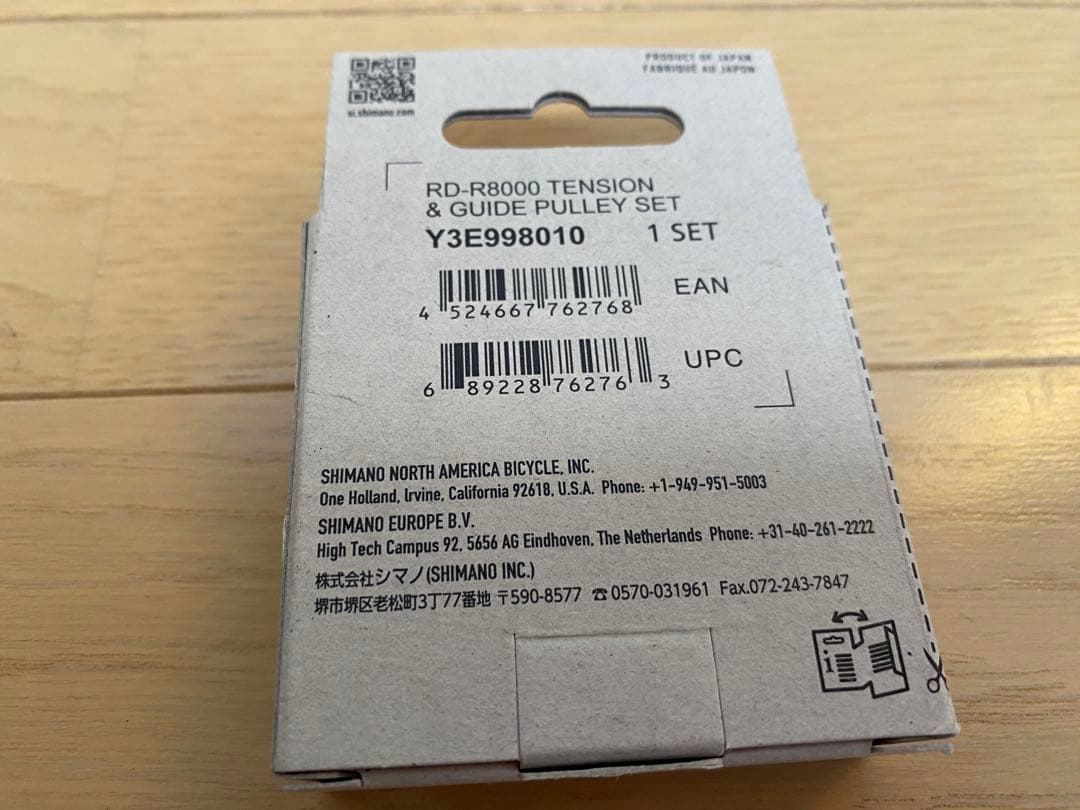 PRODUCT OF JAPAN
FABRIQUÉ AU JAPON
si.shimano.com
RD-R8000 TENSION
& GUIDE PULLEY SET
Y3E998010 1 SET
EAN
4 524667 762768
UPC
6 89228 76276 3
SHIMANO NORTH AMERICA BICYCLE, INC.
One Holland, Irvine, California 92618, U.S.A. Phone: +1-949-951-5003
SHIMANO EUROPE B.V.
High Tech Campus 92, 5656 AG Eindhoven, The Netherlands Phone: +31-40-261-2222
株式会社シマノ(SHIMANO INC.)
堺市堺区老松町3丁77番地 〒590-8577 ☎0570-031961 Fax.072-243-7847
i